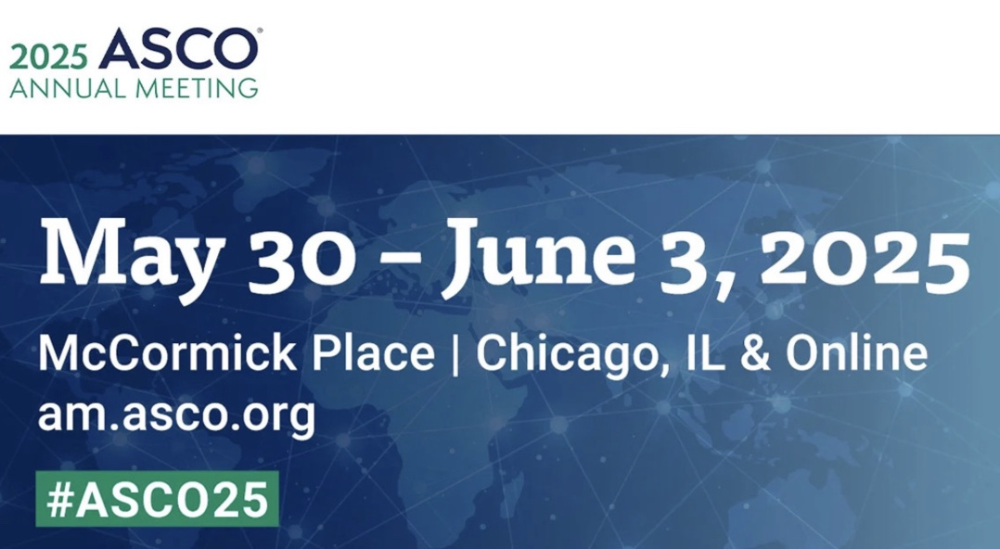 2025 ASCO®
ANNUAL MEETING
May 30 – June 3, 2025
McCormick Place | Chicago, IL & Online
am.asco.org
#ASCO25